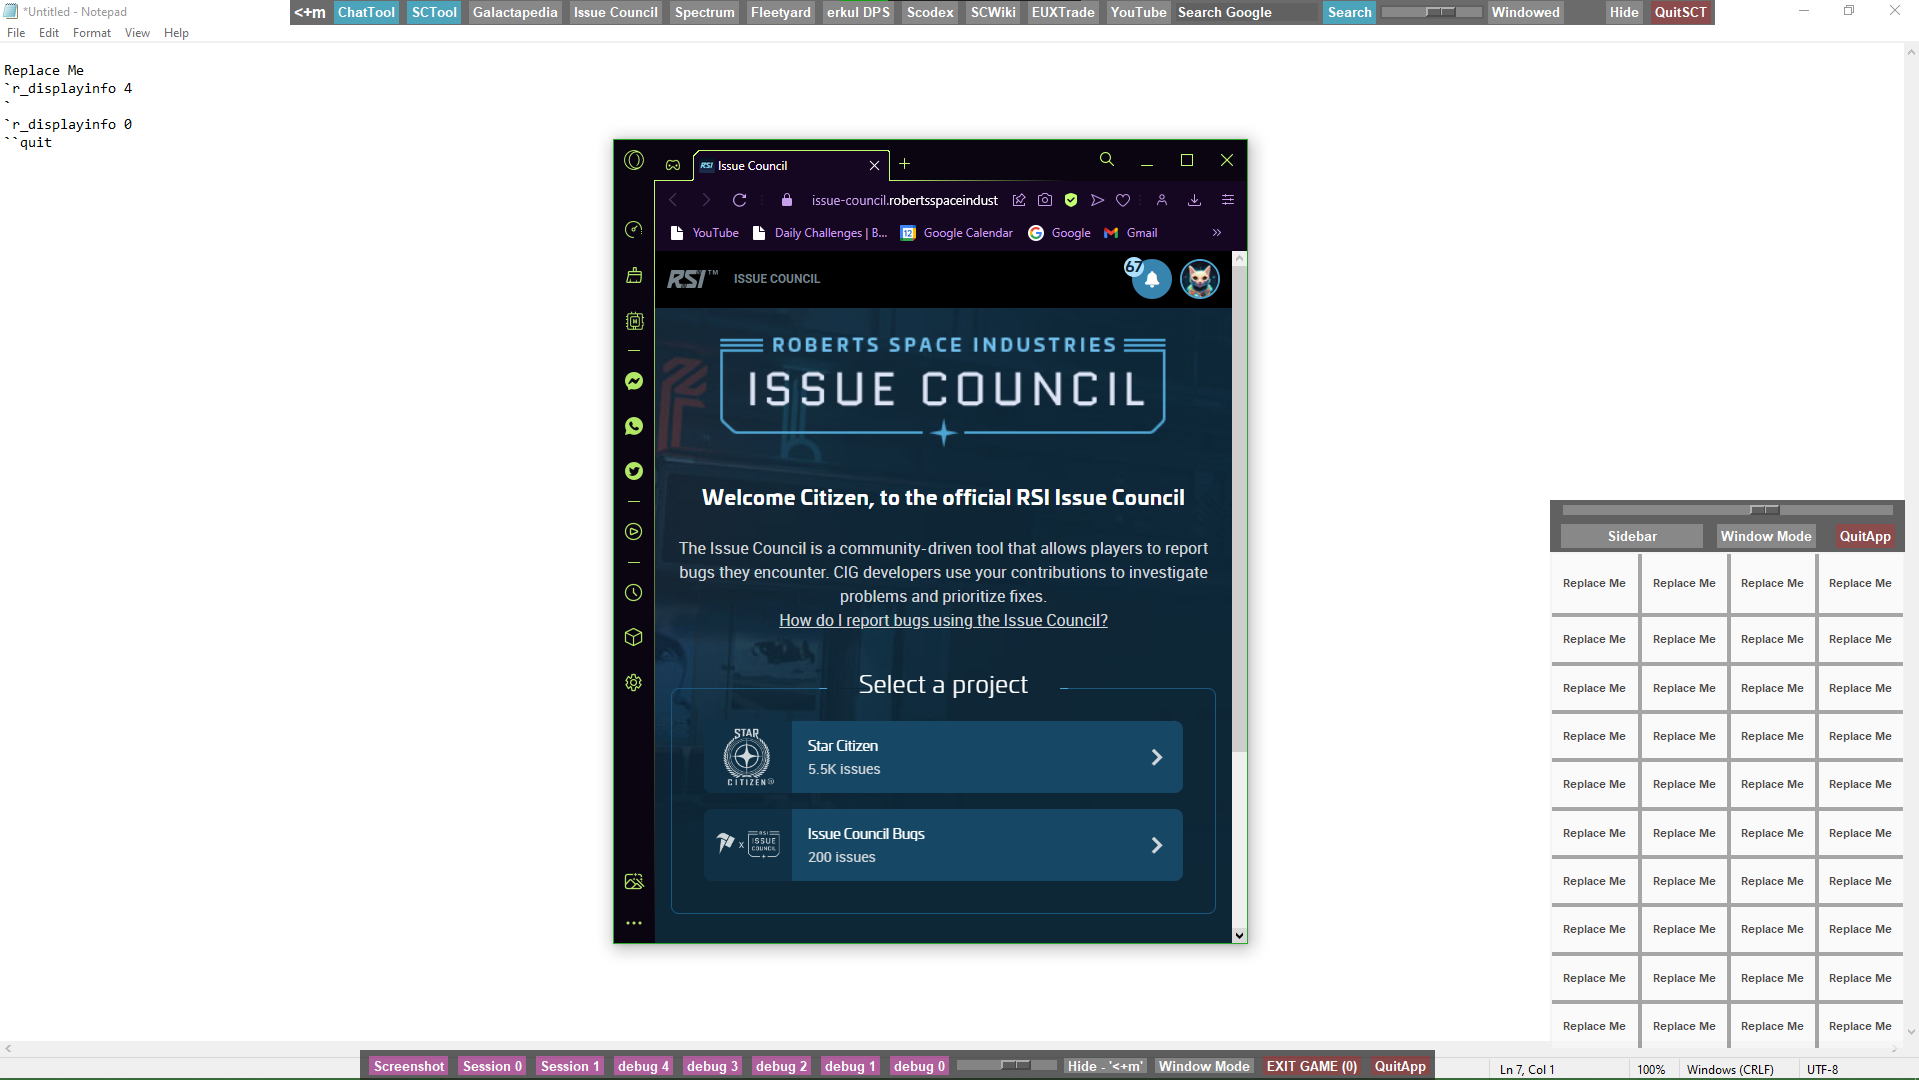 *Untitled - Notepad
<+m ChatTool SCTool Galactapedia Issue Council Spectrum Fleetyard erkul DPS Scodex SCWiki EUXTrade YouTube Search Google Search Windowed Hide QuitSCT
File Edit Format View Help
Replace Me
`r_displayinfo 4
`
`r_displayinfo 0
``quit
RSI Issue Council
issue-council.robertsspaceindust
YouTube Daily Challenges | B... 12 Google Calendar Google Gmail »
RSI™ ISSUE COUNCIL 67
ROBERTS SPACE INDUSTRIES
ISSUE COUNCIL
Welcome Citizen, to the official RSI Issue Council
The Issue Council is a community-driven tool that allows players to report
bugs they encounter. CIG developers use your contributions to investigate
problems and prioritize fixes.
How do I report bugs using the Issue Council?
Select a project
STAR
CITIZEN
Star Citizen
5.5K issues
x RSI
ISSUE
COUNCIL
Issue Council Bugs
200 issues
Sidebar Window Mode QuitApp
Replace Me Replace Me Replace Me Replace Me
Replace Me Replace Me Replace Me Replace Me
Replace Me Replace Me Replace Me Replace Me
Replace Me Replace Me Replace Me Replace Me
Replace Me Replace Me Replace Me Replace Me
Replace Me Replace Me Replace Me Replace Me
Replace Me Replace Me Replace Me Replace Me
Replace Me Replace Me Replace Me Replace Me
Replace Me Replace Me Replace Me Replace Me
Replace Me Replace Me Replace Me Replace Me
Screenshot Session 0 Session 1 debug 4 debug 3 debug 2 debug 1 debug 0 Hide - '<+m' Window Mode EXIT GAME (0) QuitApp
Ln 7, Col 1 100% Windows (CRLF) UTF-8